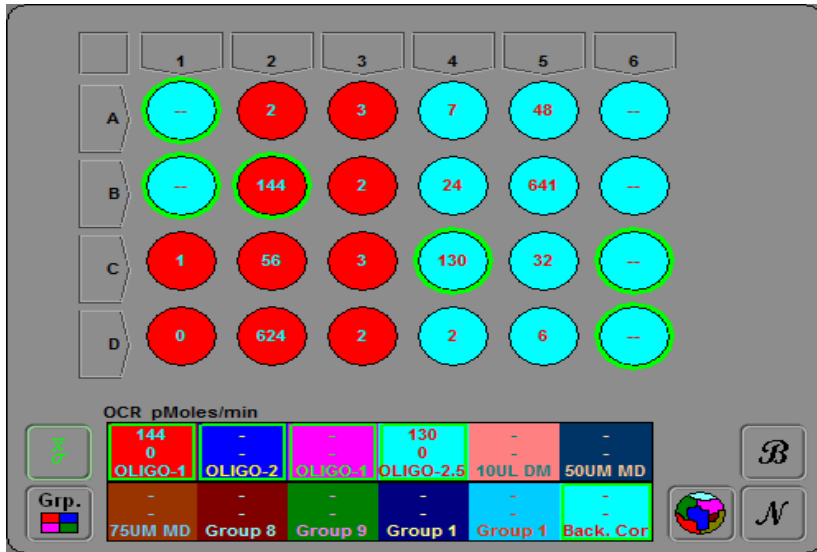 1 2 3 4 5 6
A -- 2 3 7 48 --
B -- 144 2 24 641 --
C 1 56 3 130 32 --
D 0 624 2 2 6 --
OCR pMoles/min
144 - - 130 - -
0 - - 0 - -
OLIGO-1 OLIGO-2 OLIGO-1 OLIGO-2.5 10UL DM 50UM MD
Grp.
- - - - - -
- - - - - -
75UM MD Group 8 Group 9 Group 1 Group 1 Back. Cor
B
N